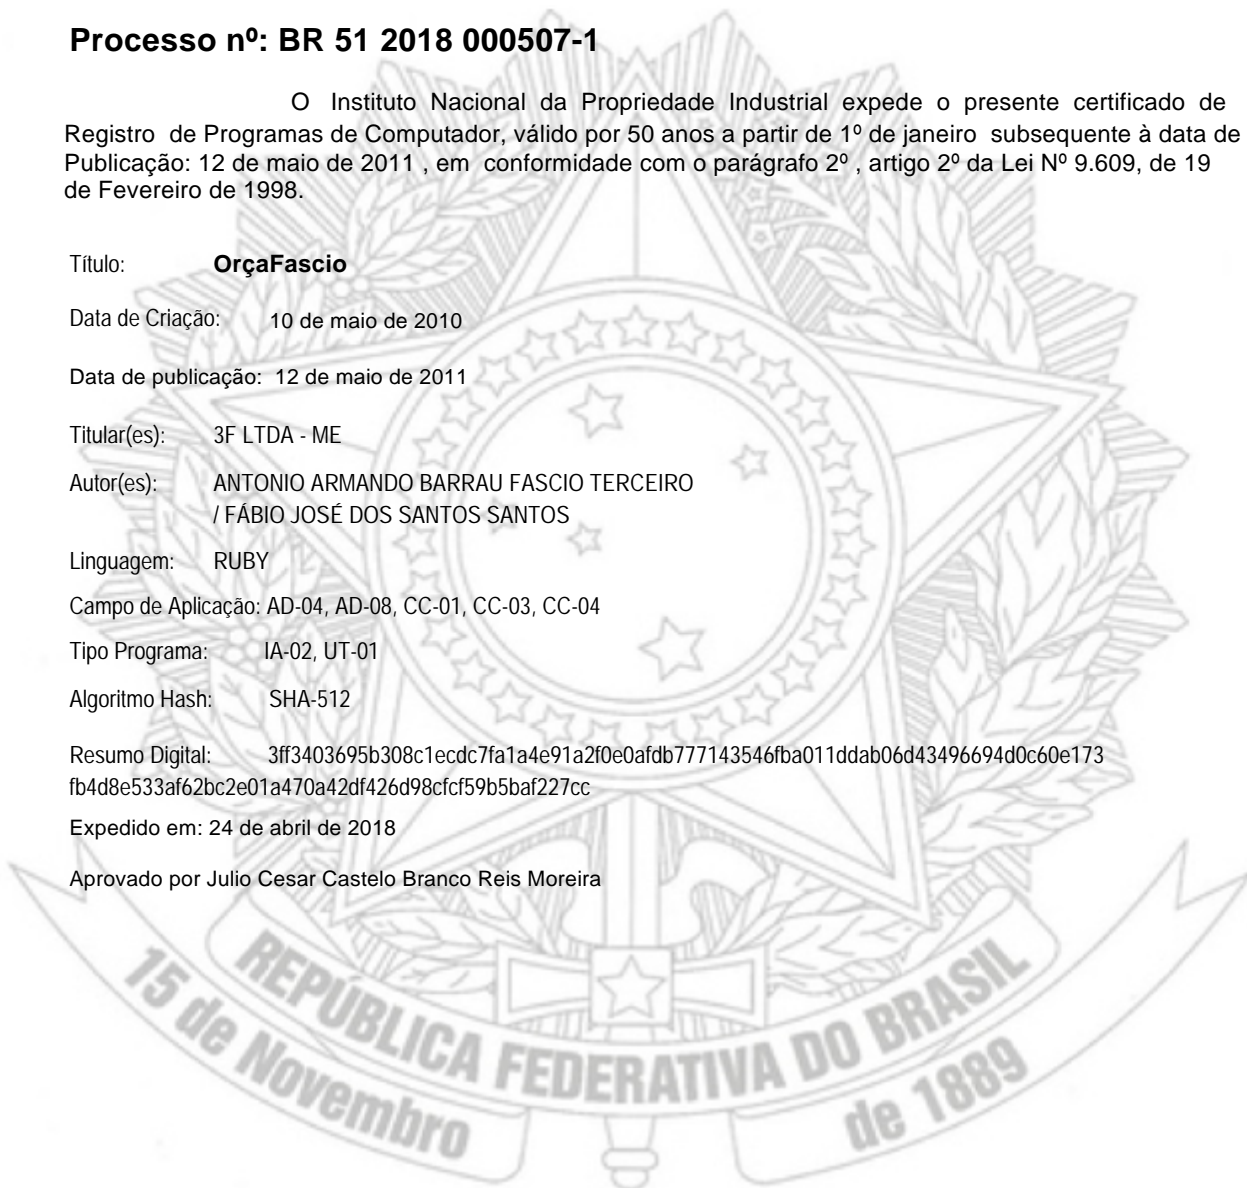 Processo nº: BR 51 2018 000507-1
O Instituto Nacional da Propriedade Industrial expede o presente certificado de
Registro de Programas de Computador, válido por 50 anos a partir de 1º de janeiro subsequente à data de
Publicação: 12 de maio de 2011 , em conformidade com o parágrafo 2º , artigo 2º da Lei Nº 9.609, de 19
de Fevereiro de 1998.
Título: OrçaFascio
Data de Criação: 10 de maio de 2010
Data de publicação: 12 de maio de 2011
Titular(es): 3F LTDA - ME
Autor(es): ANTONIO ARMANDO BARRAU FASCIO TERCEIRO
/ FÁBIO JOSÉ DOS SANTOS SANTOS
Linguagem: RUBY
Campo de Aplicação: AD-04, AD-08, CC-01, CC-03, CC-04
Tipo Programa: IA-02, UT-01
Algoritmo Hash: SHA-512
Resumo Digital: 3ff3403695b308c1ecdc7fa1a4e91a2f0e0afdb777143546fba011ddab06d43496694d0c60e173
fb4d8e533af62bc2e01a470a42df426d98cfcf59b5baf227cc
Expedido em: 24 de abril de 2018
Aprovado por Julio Cesar Castelo Branco Reis Moreira
REPÚBLICA FEDERATIVA DO BRASIL
15 de Novembro de 1889